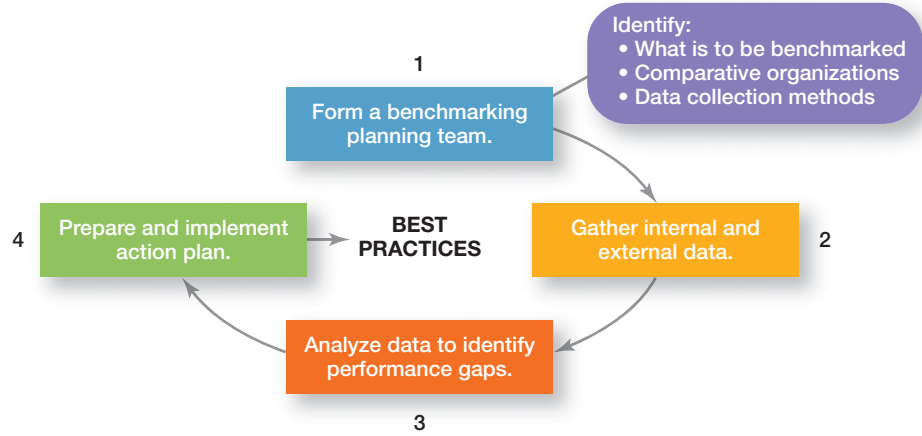 Identify:
• What is to be benchmarked
• Comparative organizations
• Data collection methods
1
Form a benchmarking
planning team.
4
Prepare and implement
action plan.
BEST
PRACTICES
Gather internal and
external data.
2
Analyze data to identify
performance gaps.
3